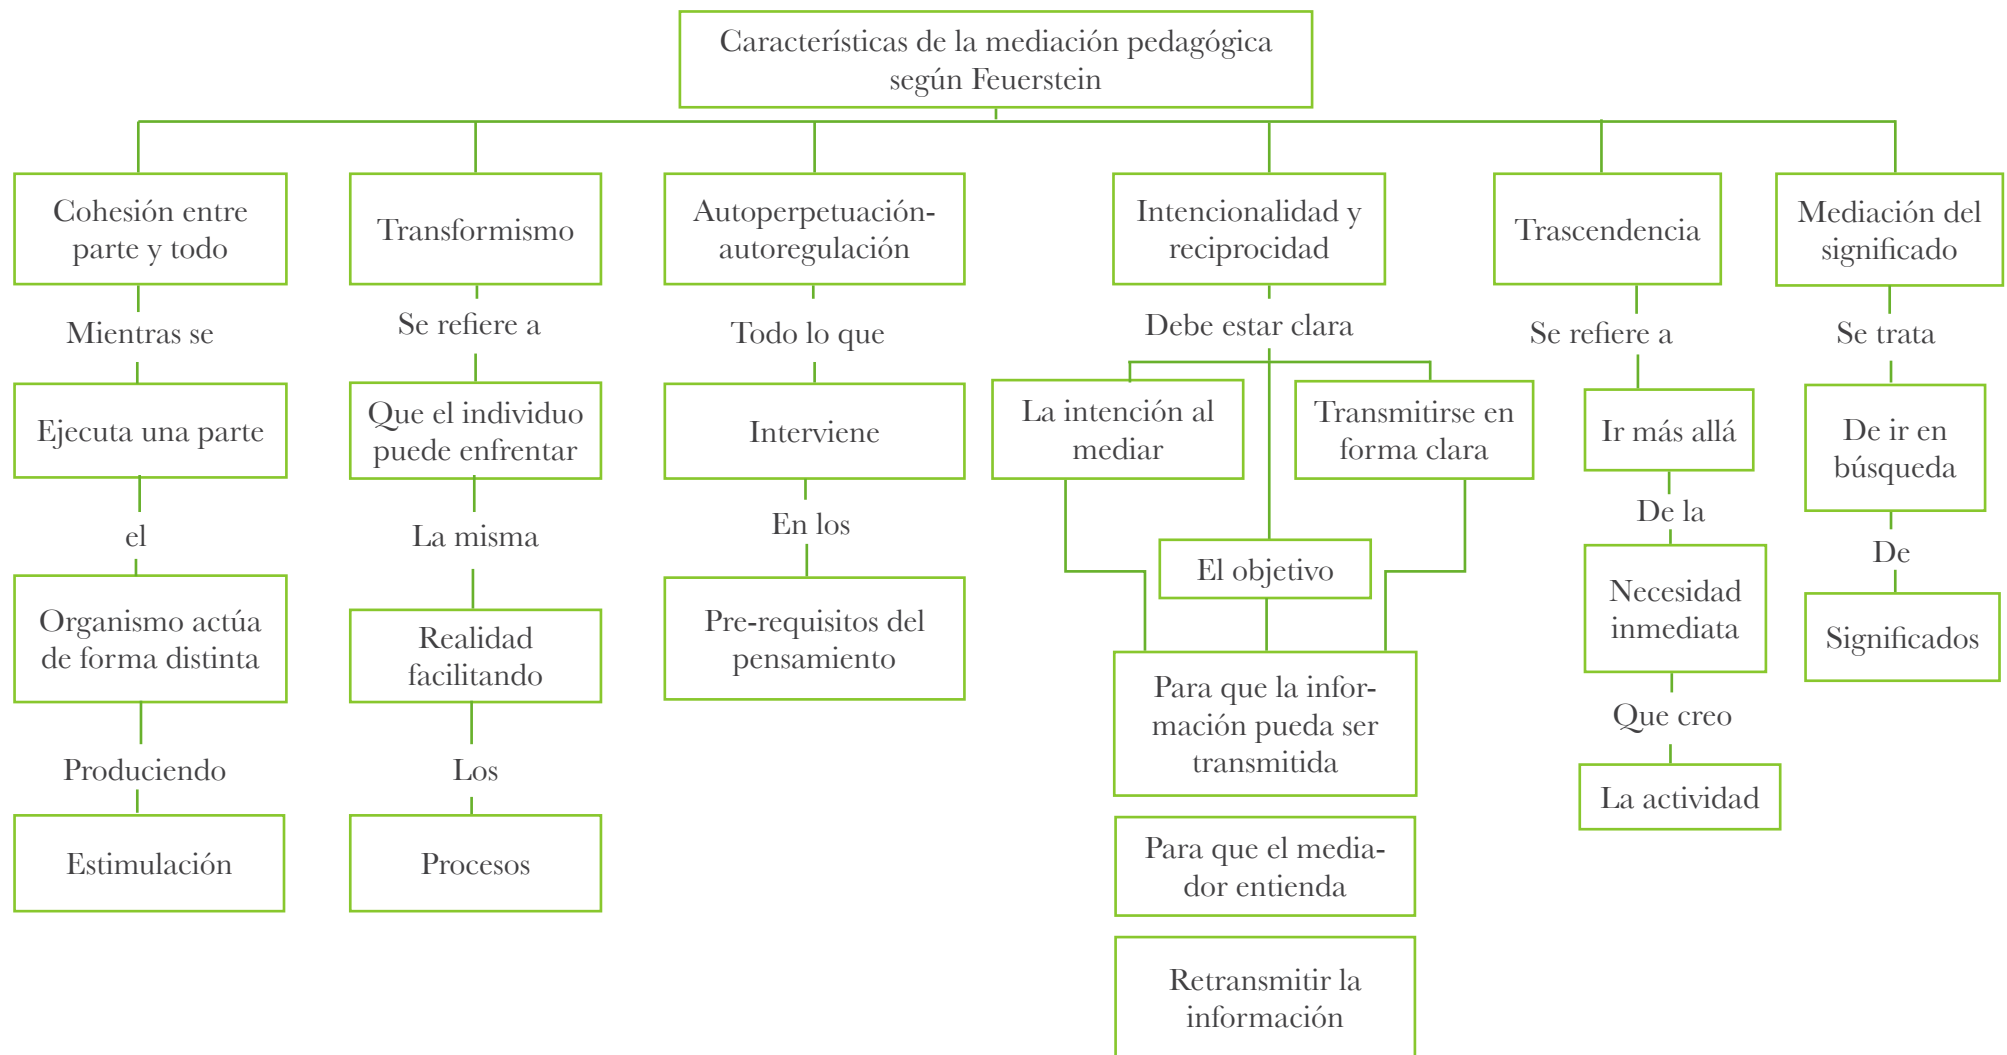 Características de la mediación pedagógica
según Feuerstein
Cohesión entre
parte y todo
Mientras se
Ejecuta una parte
el
Organismo actúa
de forma distinta
Produciendo
Estimulación
Transformismo
Se refiere a
Que el individuo
puede enfrentar
La misma
Realidad
facilitando
Los
Procesos
Autoperpetuación-
autoregulación
Todo lo que
Interviene
En los
Pre-requisitos del
pensamiento
Intencionalidad y
reciprocidad
Debe estar clara
La intención al
mediar
Transmitirse en
forma clara
El objetivo
Para que la infor-
mación pueda ser
transmitida
Para que el media-
dor entienda
Retransmitir la
información
Trascendencia
Se refiere a
Ir más allá
De la
Necesidad
inmediata
Que creo
La actividad
Mediación del
significado
Se trata
De ir en
búsqueda
De
Significados